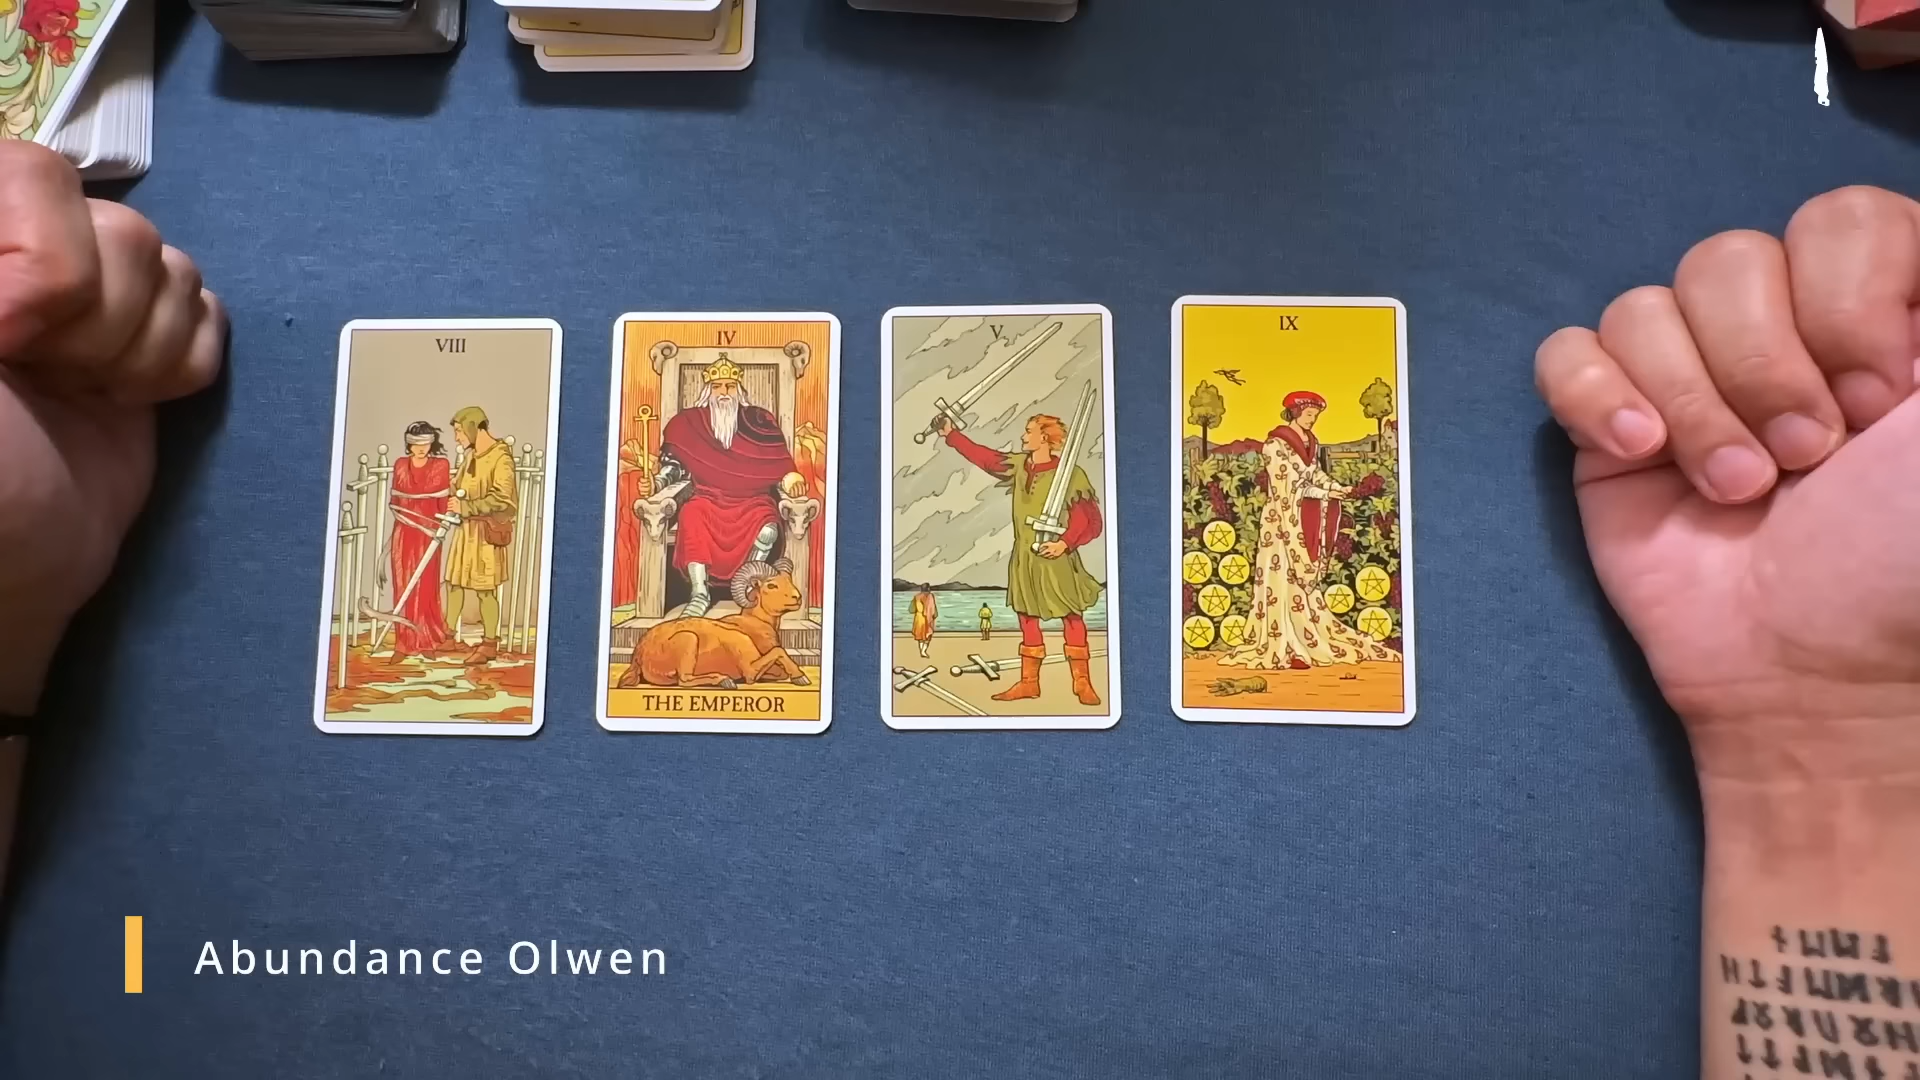 VIII
IV
THE EMPEROR
V
IX
Abundance Olwen